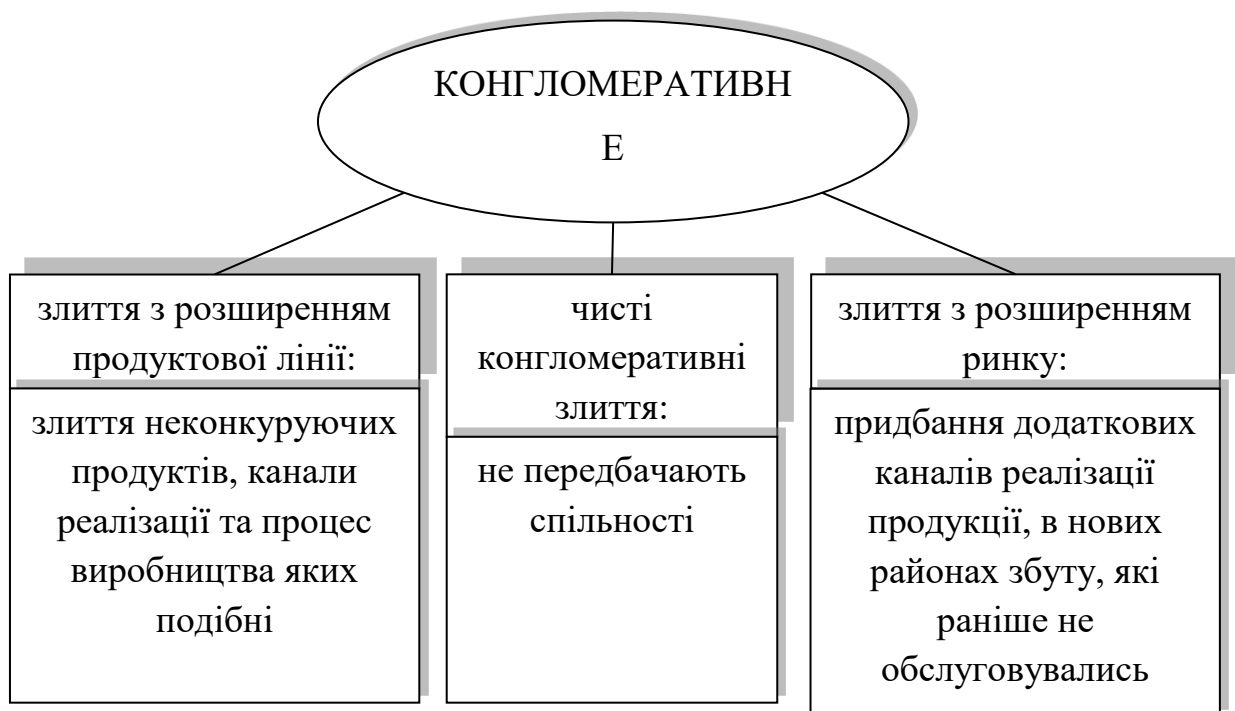 КОНГЛОМЕРАТИВН
Е
злиття з розширенням
продуктової лінії:
злиття неконкуруючих
продуктів, канали
реалізації та процес
виробництва яких
подібні
чисті
конгломеративні
злиття:
не передбачають
спільності
злиття з розширенням
ринку:
придбання додаткових
каналів реалізації
продукції, в нових
районах збуту, які
раніше не
обслуговувались